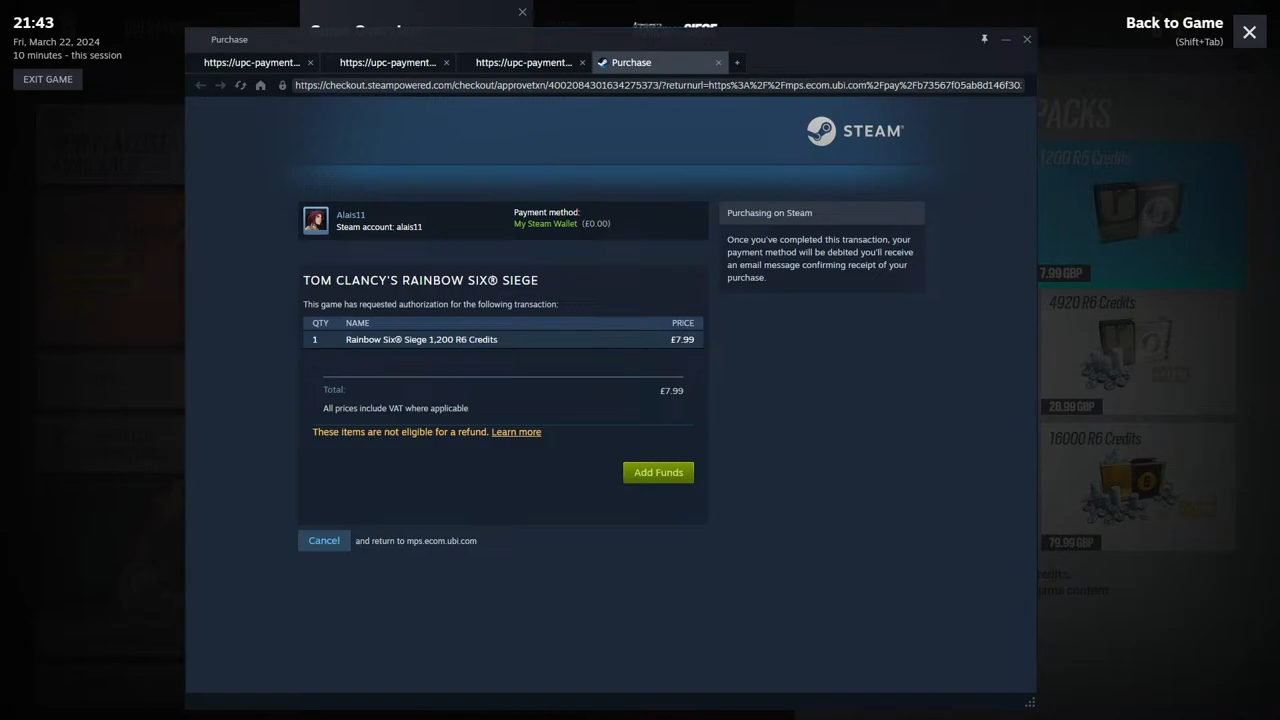 21:43
Fri, March 22, 2024
10 minutes - this session
EXIT GAME
Back to Game
(Shift+Tab)
Purchase
https://upc-payment...
https://upc-payment...
https://upc-payment...
Purchase
https://checkout.steampowered.com/checkout/approvetxn/4002084301634275373/?returnurl=https%3A%2F%2Fmps.ecom.ubi.com%2Fpay%2Fb73567f05ab8d146f30
STEAM
Alais11
Steam account: alais11
Payment method:
My Steam Wallet (£0.00)
Purchasing on Steam
Once you've completed this transaction, your
payment method will be debited you'll receive
an email message confirming receipt of your
purchase.
TOM CLANCY'S RAINBOW SIX® SIEGE
This game has requested authorization for the following transaction:
QTY NAME PRICE
1 Rainbow Six® Siege 1,200 R6 Credits £7.99
Total: £7.99
All prices include VAT where applicable
These items are not eligible for a refund. Learn more
Add Funds
Cancel and return to mps.ecom.ubi.com
PACKS
1200 R6 Credits
7.99 GBP
4920 R6 Credits
28.99 GBP
16000 R6 Credits
79.99 GBP